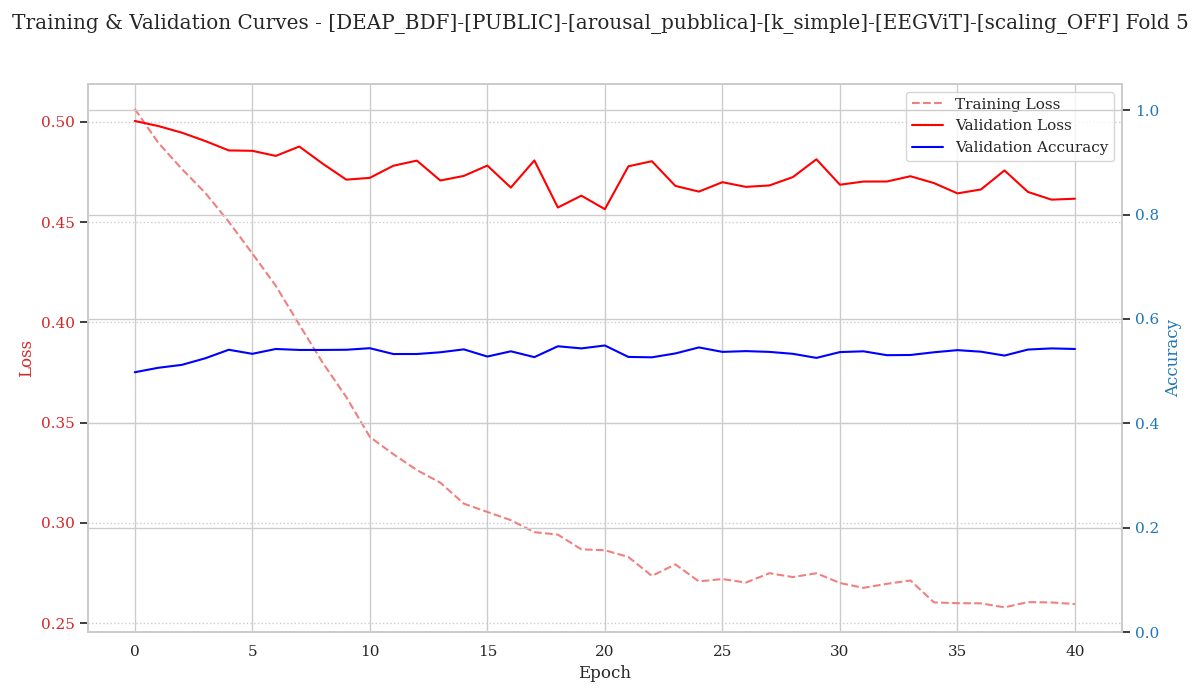 Training & Validation Curves - [DEAP_BDF]-[PUBLIC]-[arousal_pubblica]-[k_simple]-[EEGViT]-[scaling_OFF] Fold 5
Training Loss
Validation Loss
Validation Accuracy
Loss
0.50
0.45
0.40
0.35
0.30
0.25
1.0
0.8
0.6
0.4
0.2
0.0
Accuracy
0 5 10 15 20 25 30 35 40
Epoch